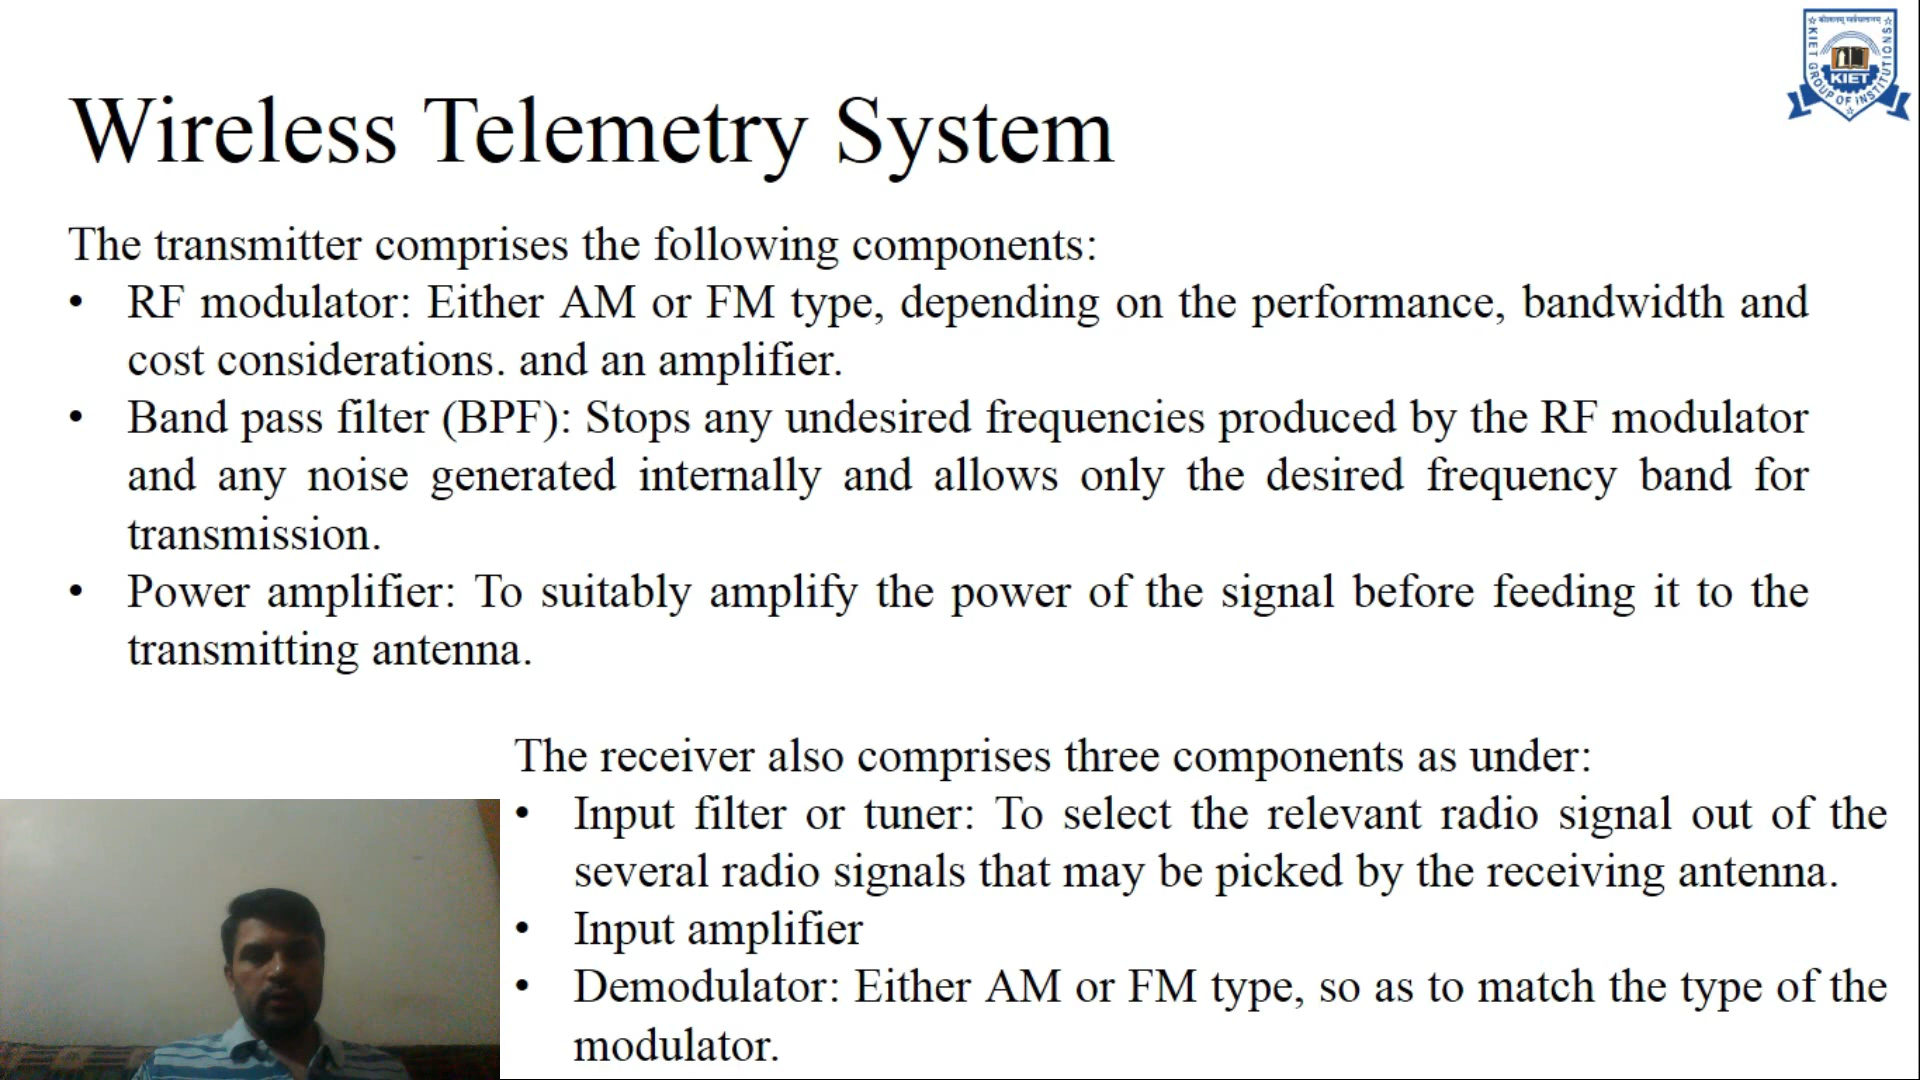 Wireless Telemetry System
The transmitter comprises the following components:
• RF modulator: Either AM or FM type, depending on the performance, bandwidth and
cost considerations. and an amplifier.
• Band pass filter (BPF): Stops any undesired frequencies produced by the RF modulator
and any noise generated internally and allows only the desired frequency band for
transmission.
• Power amplifier: To suitably amplify the power of the signal before feeding it to the
transmitting antenna.
The receiver also comprises three components as under:
• Input filter or tuner: To select the relevant radio signal out of the
several radio signals that may be picked by the receiving antenna.
• Input amplifier
• Demodulator: Either AM or FM type, so as to match the type of the
modulator.
KIET
KIET GROUP OF INSTITUTIONS